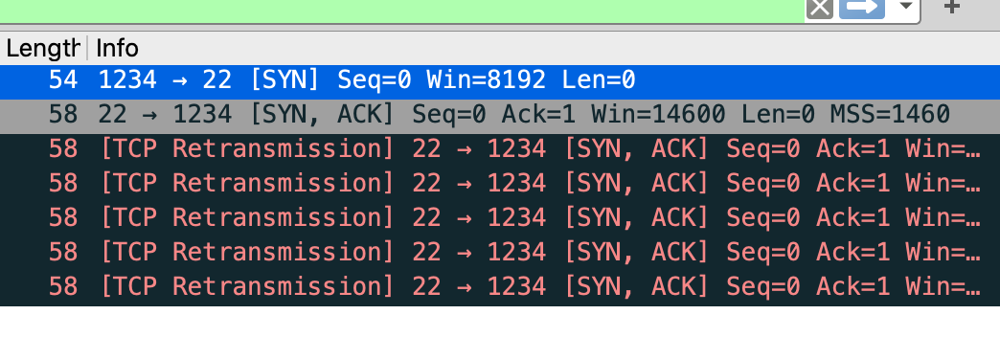 Length Info
54 1234 → 22 [SYN] Seq=0 Win=8192 Len=0
58 22 → 1234 [SYN, ACK] Seq=0 Ack=1 Win=14600 Len=0 MSS=1460
58 [TCP Retransmission] 22 → 1234 [SYN, ACK] Seq=0 Ack=1 Win=…
58 [TCP Retransmission] 22 → 1234 [SYN, ACK] Seq=0 Ack=1 Win=…
58 [TCP Retransmission] 22 → 1234 [SYN, ACK] Seq=0 Ack=1 Win=…
58 [TCP Retransmission] 22 → 1234 [SYN, ACK] Seq=0 Ack=1 Win=…
58 [TCP Retransmission] 22 → 1234 [SYN, ACK] Seq=0 Ack=1 Win=…